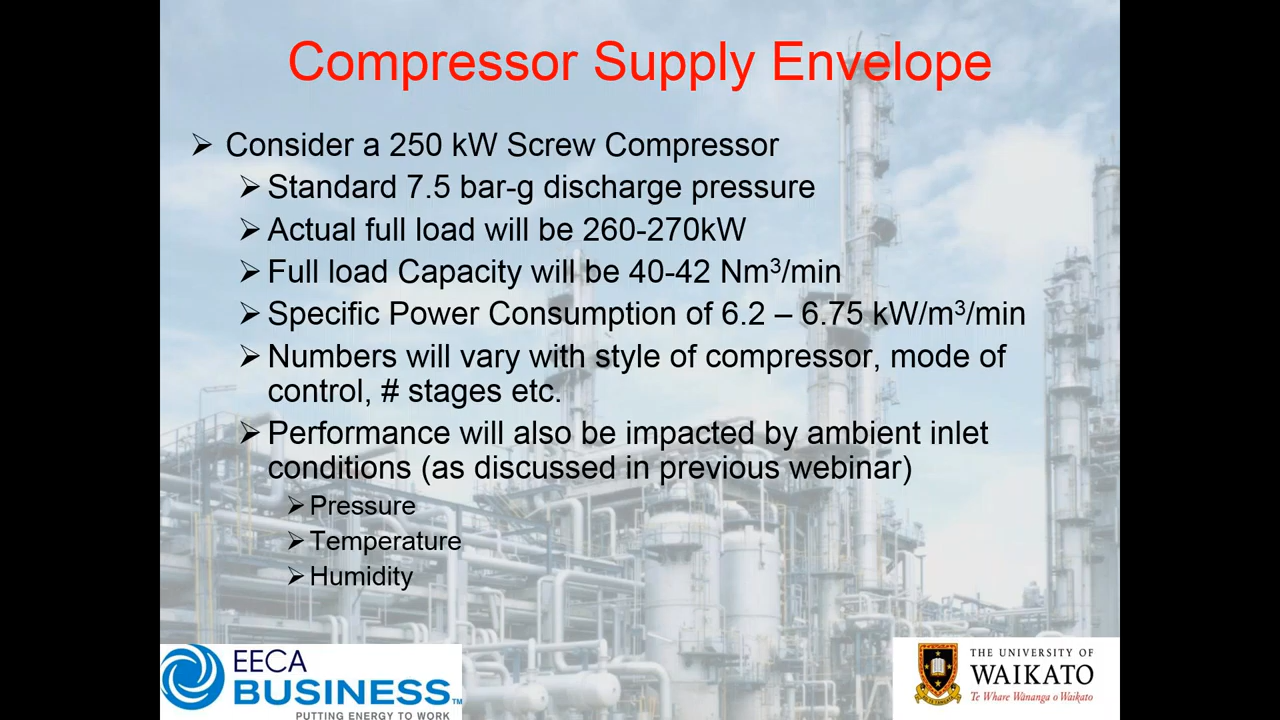 Compressor Supply Envelope
Consider a 250 kW Screw Compressor
Standard 7.5 bar-g discharge pressure
Actual full load will be 260-270kW
Full load Capacity will be 40-42 Nm³/min
Specific Power Consumption of 6.2 – 6.75 kW/m³/min
Numbers will vary with style of compressor, mode of
control, # stages etc.
Performance will also be impacted by ambient inlet
conditions (as discussed in previous webinar)
Pressure
Temperature
Humidity
EECA
BUSINESS™
PUTTING ENERGY TO WORK
THE UNIVERSITY OF
WAIKATO
Te Whare Wānanga o Waikato